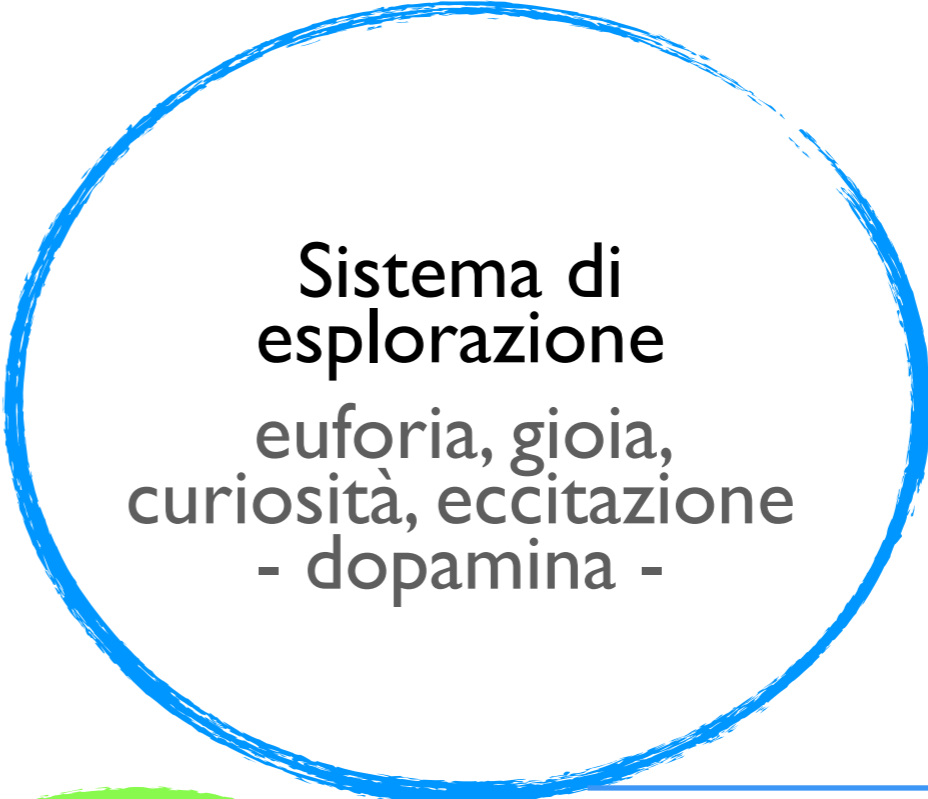 Sistema di
esplorazione
euforia, gioia,
curiosità, eccitazione
- dopamina -